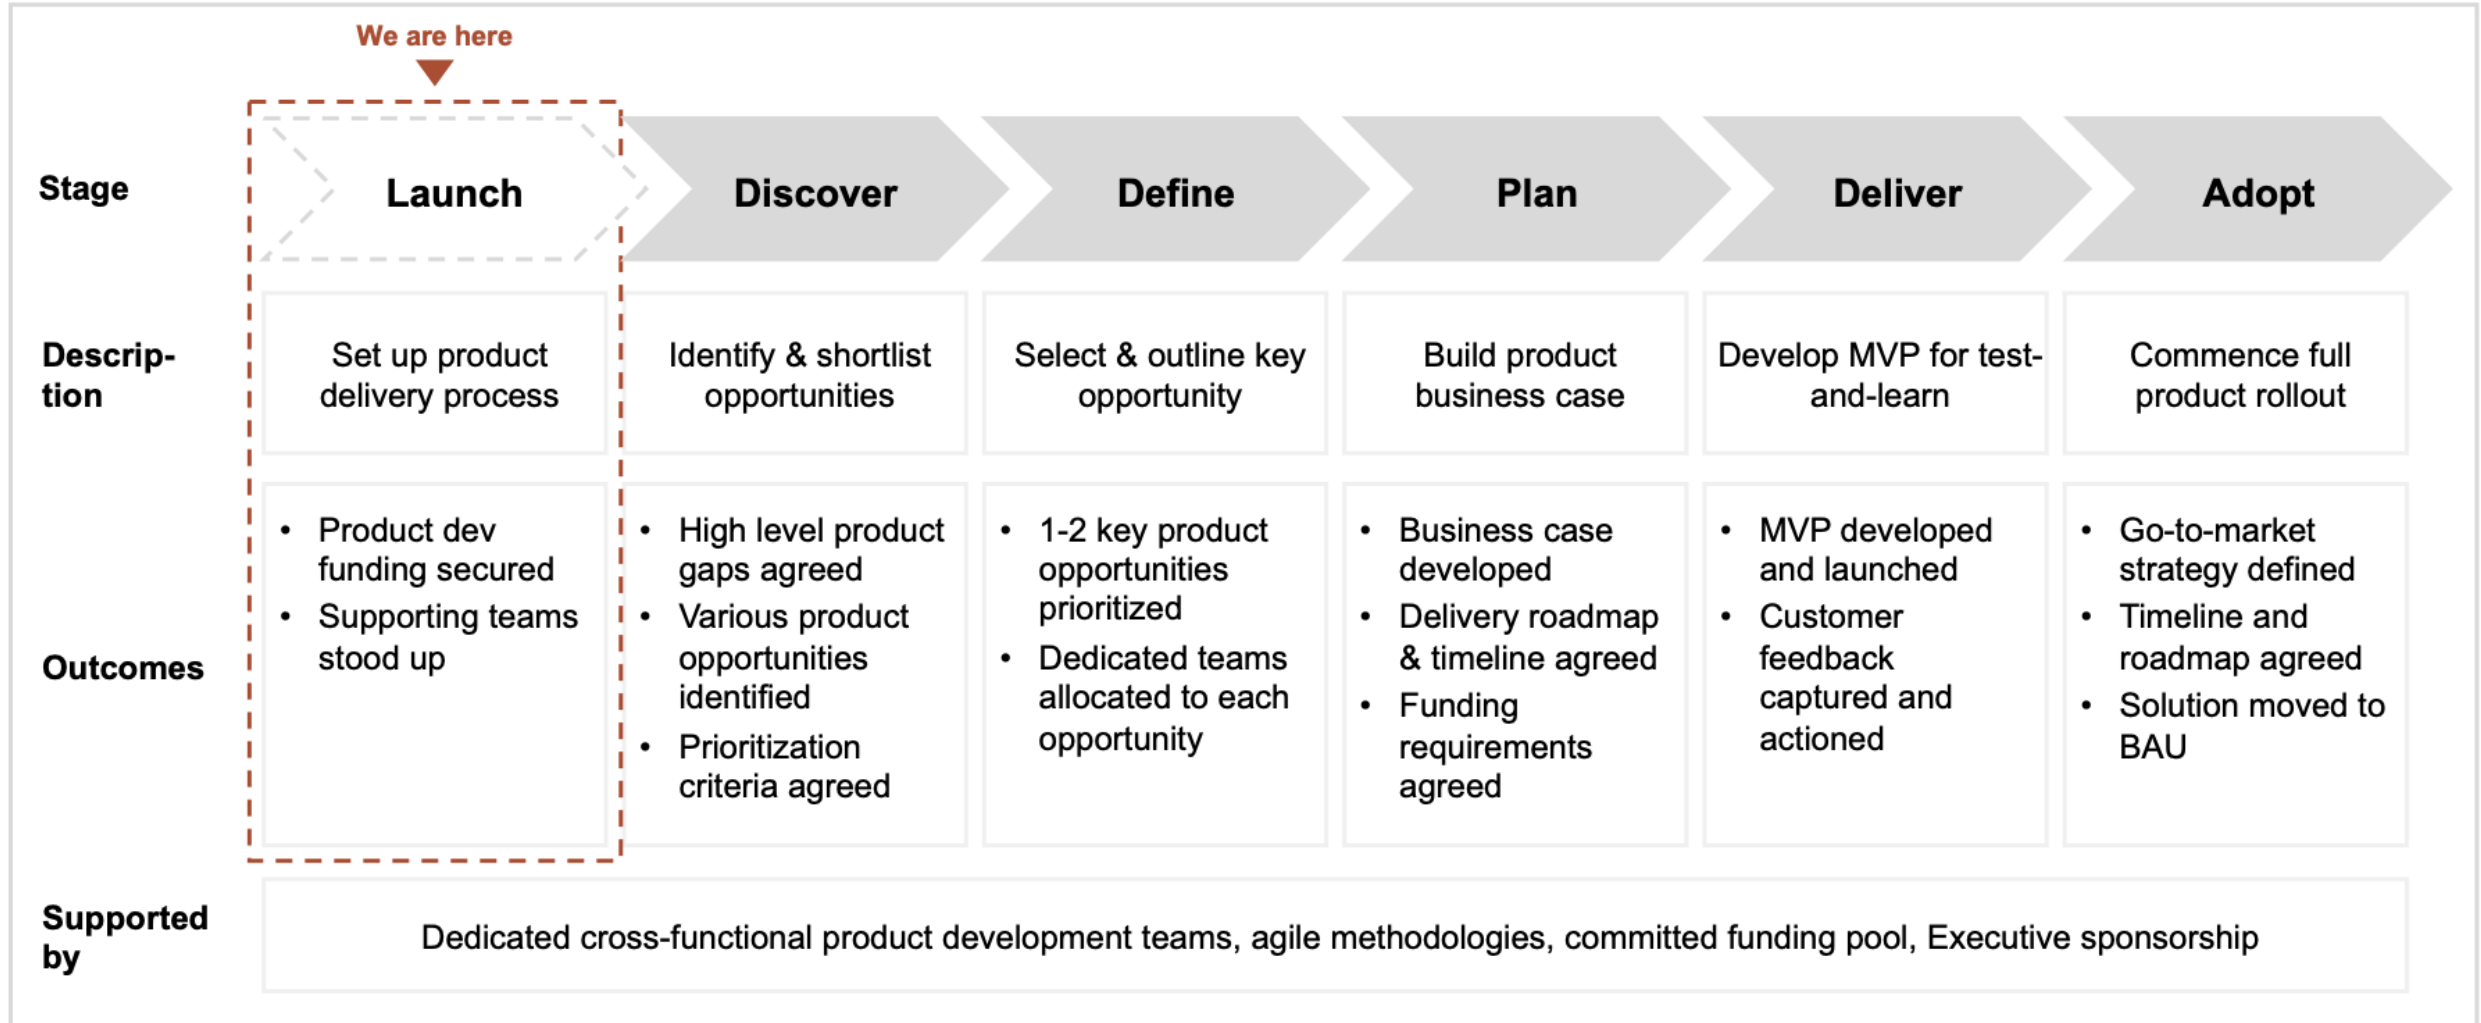 We are here
Stage
Launch
Discover
Define
Plan
Deliver
Adopt
Descrip-
tion
Set up product
delivery process
Identify & shortlist
opportunities
Select & outline key
opportunity
Build product
business case
Develop MVP for test-
and-learn
Commence full
product rollout
Outcomes
• Product dev
funding secured
• Supporting teams
stood up
• High level product
gaps agreed
• Various product
opportunities
identified
• Prioritization
criteria agreed
• 1-2 key product
opportunities
prioritized
• Dedicated teams
allocated to each
opportunity
• Business case
developed
• Delivery roadmap
& timeline agreed
• Funding
requirements
agreed
• MVP developed
and launched
• Customer
feedback
captured and
actioned
• Go-to-market
strategy defined
• Timeline and
roadmap agreed
• Solution moved to
BAU
Supported
by
Dedicated cross-functional product development teams, agile methodologies, committed funding pool, Executive sponsorship